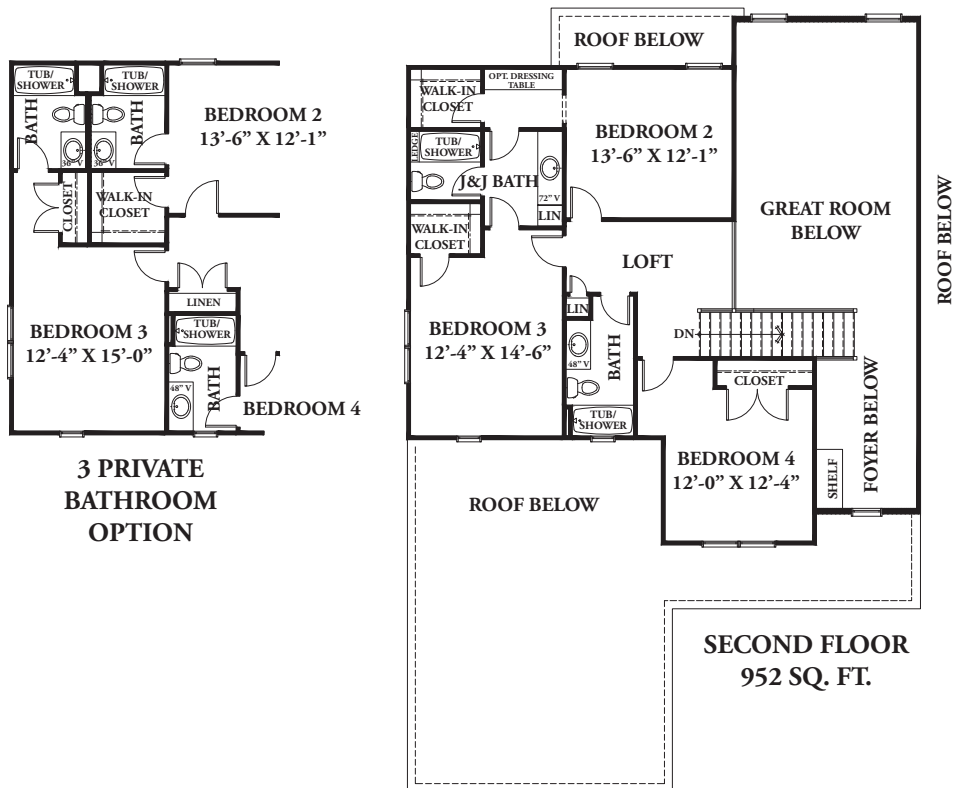 TUB/
SHOWER
TUB/
SHOWER
BATH
BATH
36" V
36" V
BEDROOM 2
13'-6" X 12'-1"
CLOSET
WALK-IN
CLOSET
LINEN
BEDROOM 3
12'-4" X 15'-0"
TUB/
SHOWER
48" V
BATH
BEDROOM 4
3 PRIVATE
BATHROOM
OPTION
ROOF BELOW
OPT. DRESSING
TABLE
WALK-IN
CLOSET
BEDROOM 2
13'-6" X 12'-1"
LEDGE
TUB/
SHOWER
J&J BATH
72" V
LIN
WALK-IN
CLOSET
GREAT ROOM
BELOW
ROOF BELOW
LOFT
LIN
BEDROOM 3
12'-4" X 14'-6"
48" V
BATH
TUB/
SHOWER
DN
CLOSET
BEDROOM 4
12'-0" X 12'-4"
SHELF
FOYER BELOW
ROOF BELOW
SECOND FLOOR
952 SQ. FT.